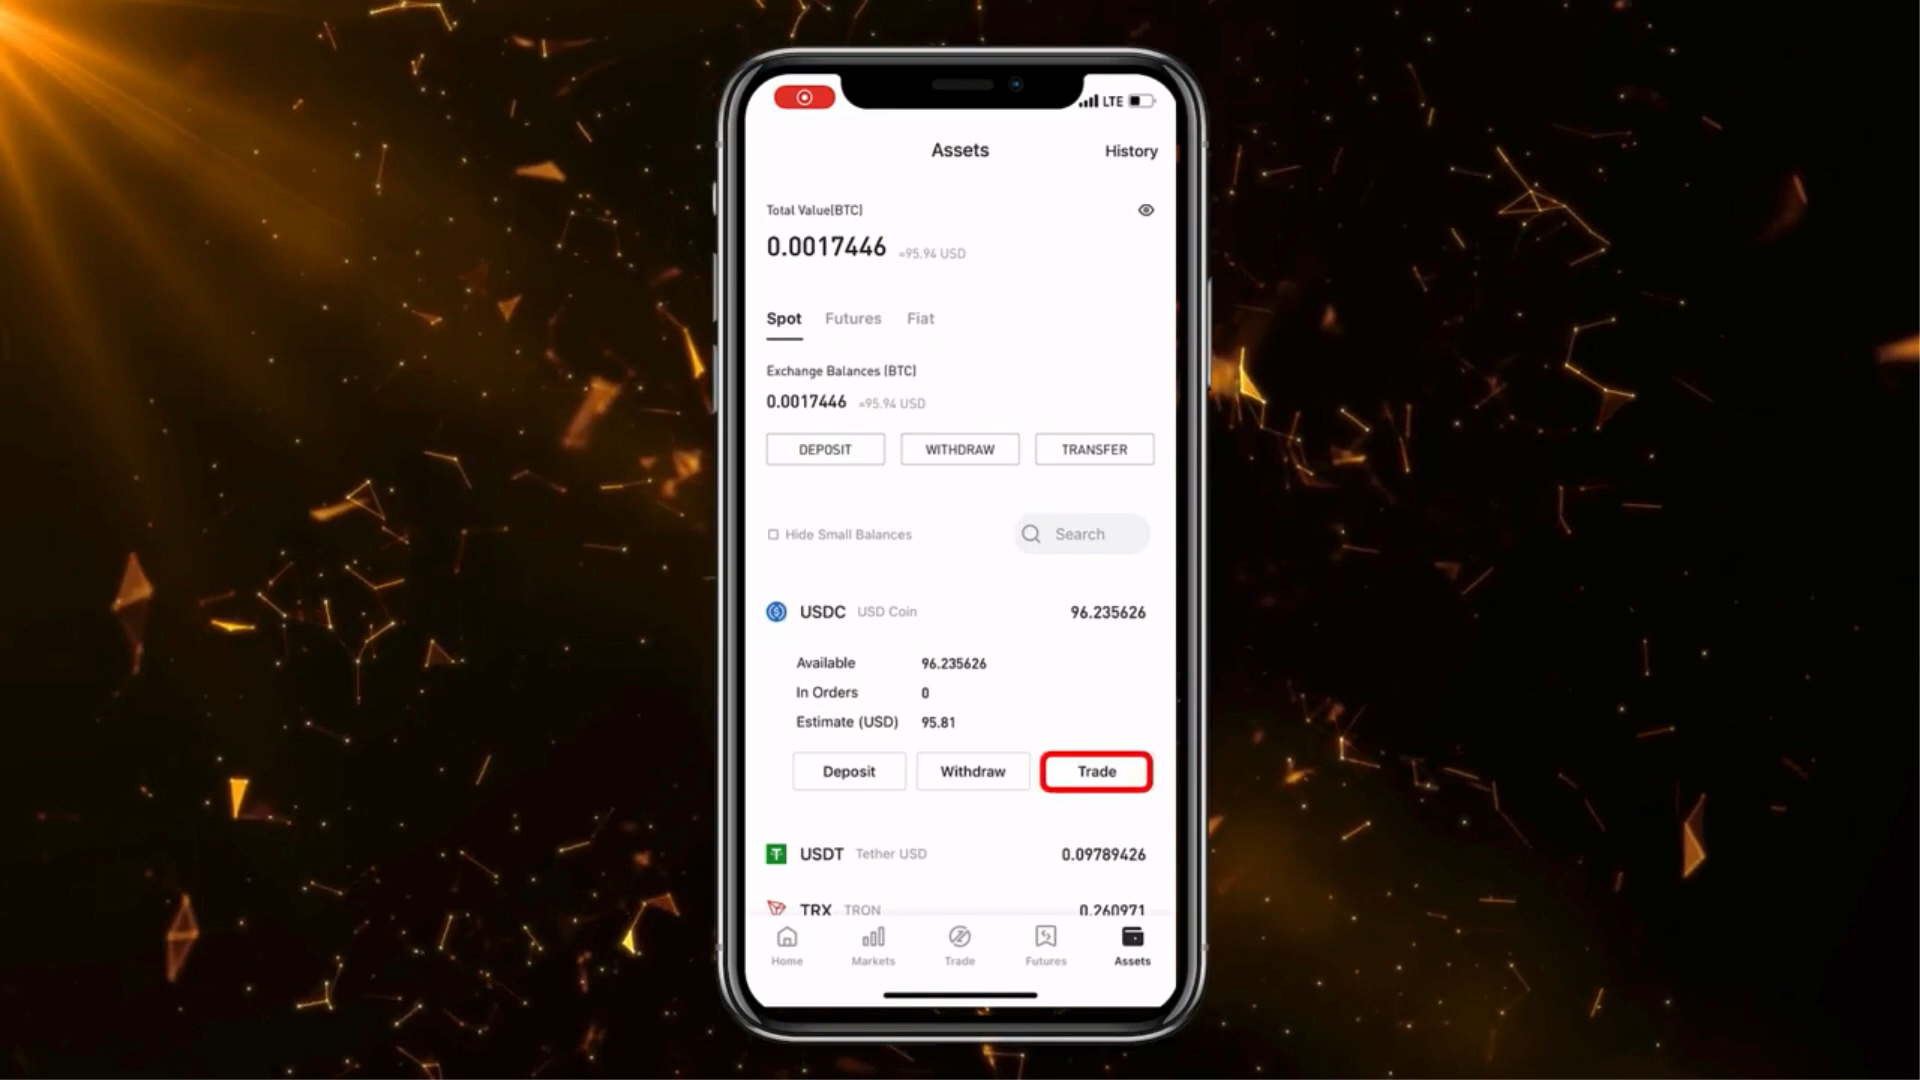 LTE
Assets
History
Total Value(BTC)
0.0017446 ≈95.94 USD
Spot Futures Fiat
Exchange Balances (BTC)
0.0017446 ≈95.94 USD
DEPOSIT WITHDRAW TRANSFER
Hide Small Balances Search
USDC USD Coin 96.235626
Available 96.235626
In Orders 0
Estimate (USD) 95.81
Deposit Withdraw Trade
USDT Tether USD 0.09789426
TRX TRON 0.260971
Home Markets Trade Futures Assets